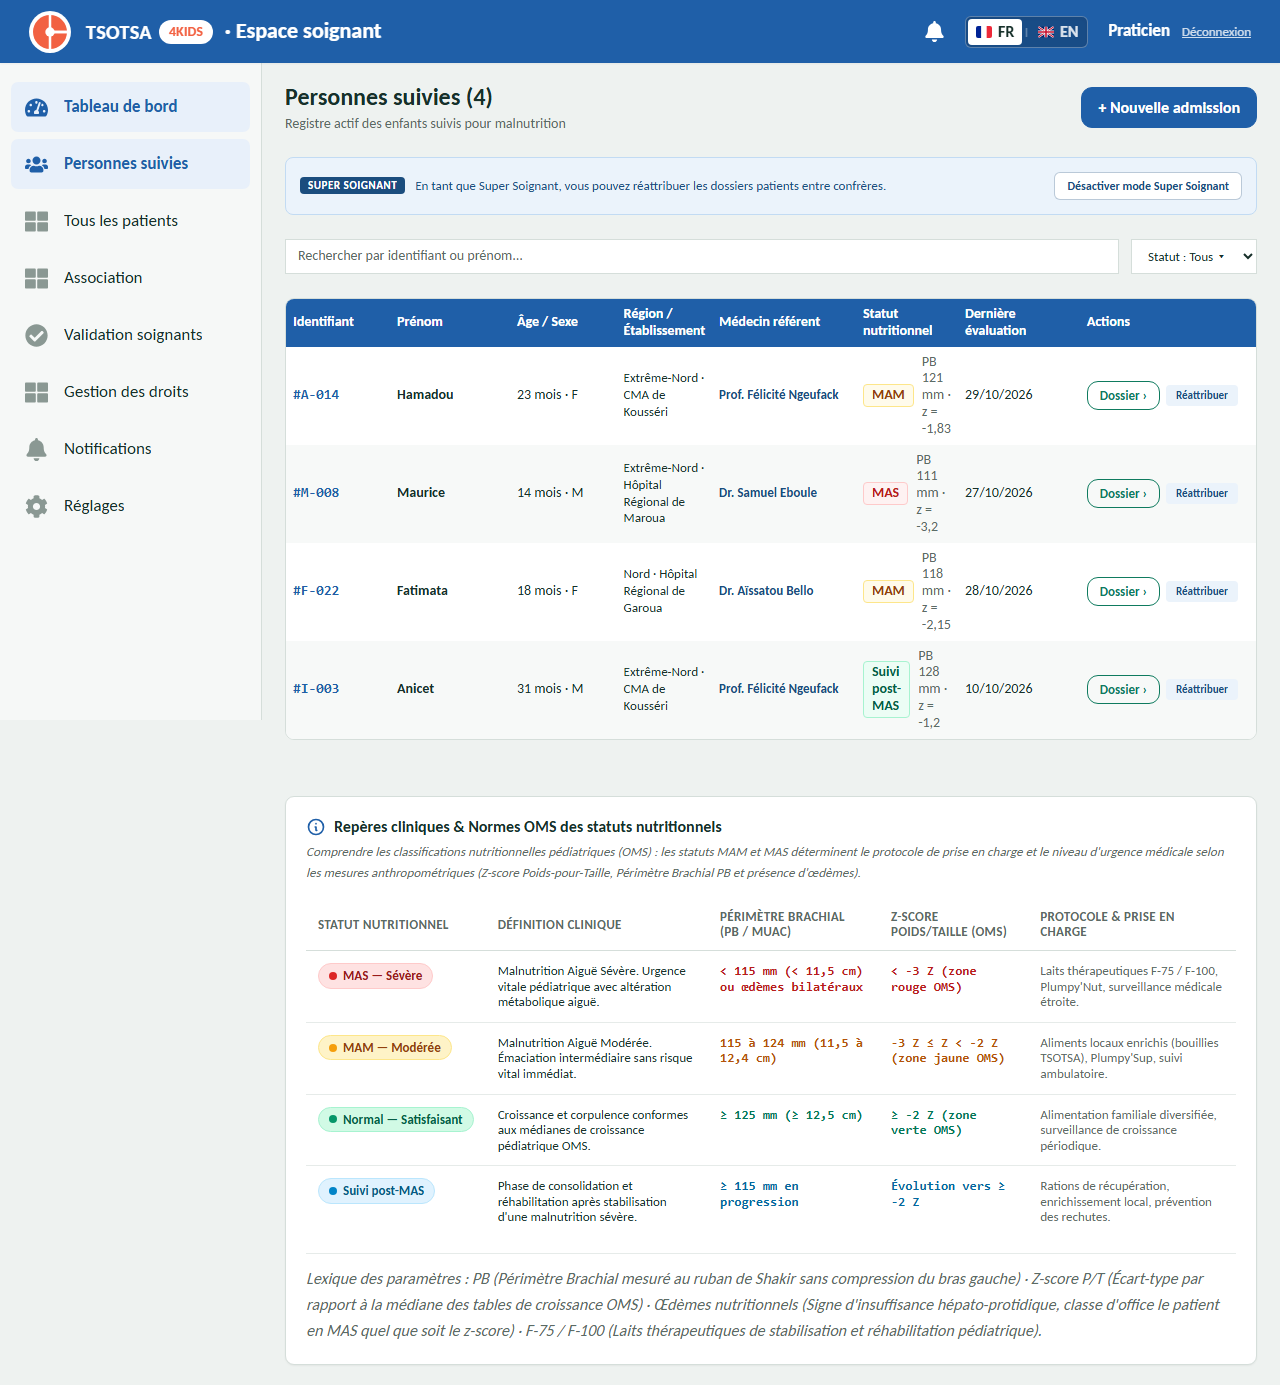 TSOTSA 4KIDS · Espace soignant
FR | EN
Praticien Déconnexion
Tableau de bord
Personnes suivies
Tous les patients
Association
Validation soignants
Gestion des droits
Notifications
Réglages
Personnes suivies (4)
Registre actif des enfants suivis pour malnutrition
+ Nouvelle admission
SUPER SOIGNANT En tant que Super Soignant, vous pouvez réattribuer les dossiers patients entre confrères.
Désactiver mode Super Soignant
Rechercher par identifiant ou prénom...
Statut : Tous ▾
Identifiant Prénom Âge / Sexe Région / Établissement Médecin référent Statut nutritionnel Dernière évaluation Actions
#A-014 Hamadou 23 mois · F Extrême-Nord · CMA de Kousséri Prof. Félicité Ngeufack MAM PB 121 mm · z = -1,83 29/10/2026 Dossier › Réattribuer
#M-008 Maurice 14 mois · M Extrême-Nord · Hôpital Régional de Maroua Dr. Samuel Eboule MAS PB 111 mm · z = -3,2 27/10/2026 Dossier › Réattribuer
#F-022 Fatimata 18 mois · F Nord · Hôpital Régional de Garoua Dr. Aïssatou Bello MAM PB 118 mm · z = -2,15 28/10/2026 Dossier › Réattribuer
#I-003 Anicet 31 mois · M Extrême-Nord · CMA de Kousséri Prof. Félicité Ngeufack Suivi post-MAS PB 128 mm · z = -1,2 10/10/2026 Dossier › Réattribuer
Repères cliniques & Normes OMS des statuts nutritionnels
Comprendre les classifications nutritionnelles pédiatriques (OMS) : les statuts MAM et MAS déterminent le protocole de prise en charge et le niveau d'urgence médicale selon
les mesures anthropométriques (Z-score Poids-pour-Taille, Périmètre Brachial PB et présence d'œdèmes).
STATUT NUTRITIONNEL DÉFINITION CLINIQUE PÉRIMÈTRE BRACHIAL (PB / MUAC) Z-SCORE POIDS/TAILLE (OMS) PROTOCOLE & PRISE EN CHARGE
MAS — Sévère Malnutrition Aiguë Sévère. Urgence vitale pédiatrique avec altération métabolique aiguë. < 115 mm (< 11,5 cm) ou œdèmes bilatéraux < -3 Z (zone rouge OMS) Laits thérapeutiques F-75 / F-100, Plumpy'Nut, surveillance médicale étroite.
MAM — Modérée Malnutrition Aiguë Modérée. Émaciation intermédiaire sans risque vital immédiat. 115 à 124 mm (11,5 à 12,4 cm) -3 Z ≤ Z < -2 Z (zone jaune OMS) Aliments locaux enrichis (bouillies TSOTSA), Plumpy'Sup, suivi ambulatoire.
Normal — Satisfaisant Croissance et corpulence conformes aux médianes de croissance pédiatrique OMS. ≥ 125 mm (≥ 12,5 cm) ≥ -2 Z (zone verte OMS) Alimentation familiale diversifiée, surveillance de croissance périodique.
Suivi post-MAS Phase de consolidation et réhabilitation après stabilisation d'une malnutrition sévère. ≥ 115 mm en progression Évolution vers ≥ -2 Z Rations de récupération, enrichissement local, prévention des rechutes.
Lexique des paramètres : PB (Périmètre Brachial mesuré au ruban de Shakir sans compression du bras gauche) · Z-score P/T (Écart-type par
rapport à la médiane des tables de croissance OMS) · Œdèmes nutritionnels (Signe d'insuffisance hépato-protidique, classe d'office le patient
en MAS quel que soit le z-score) · F-75 / F-100 (Laits thérapeutiques de stabilisation et réhabilitation pédiatrique).